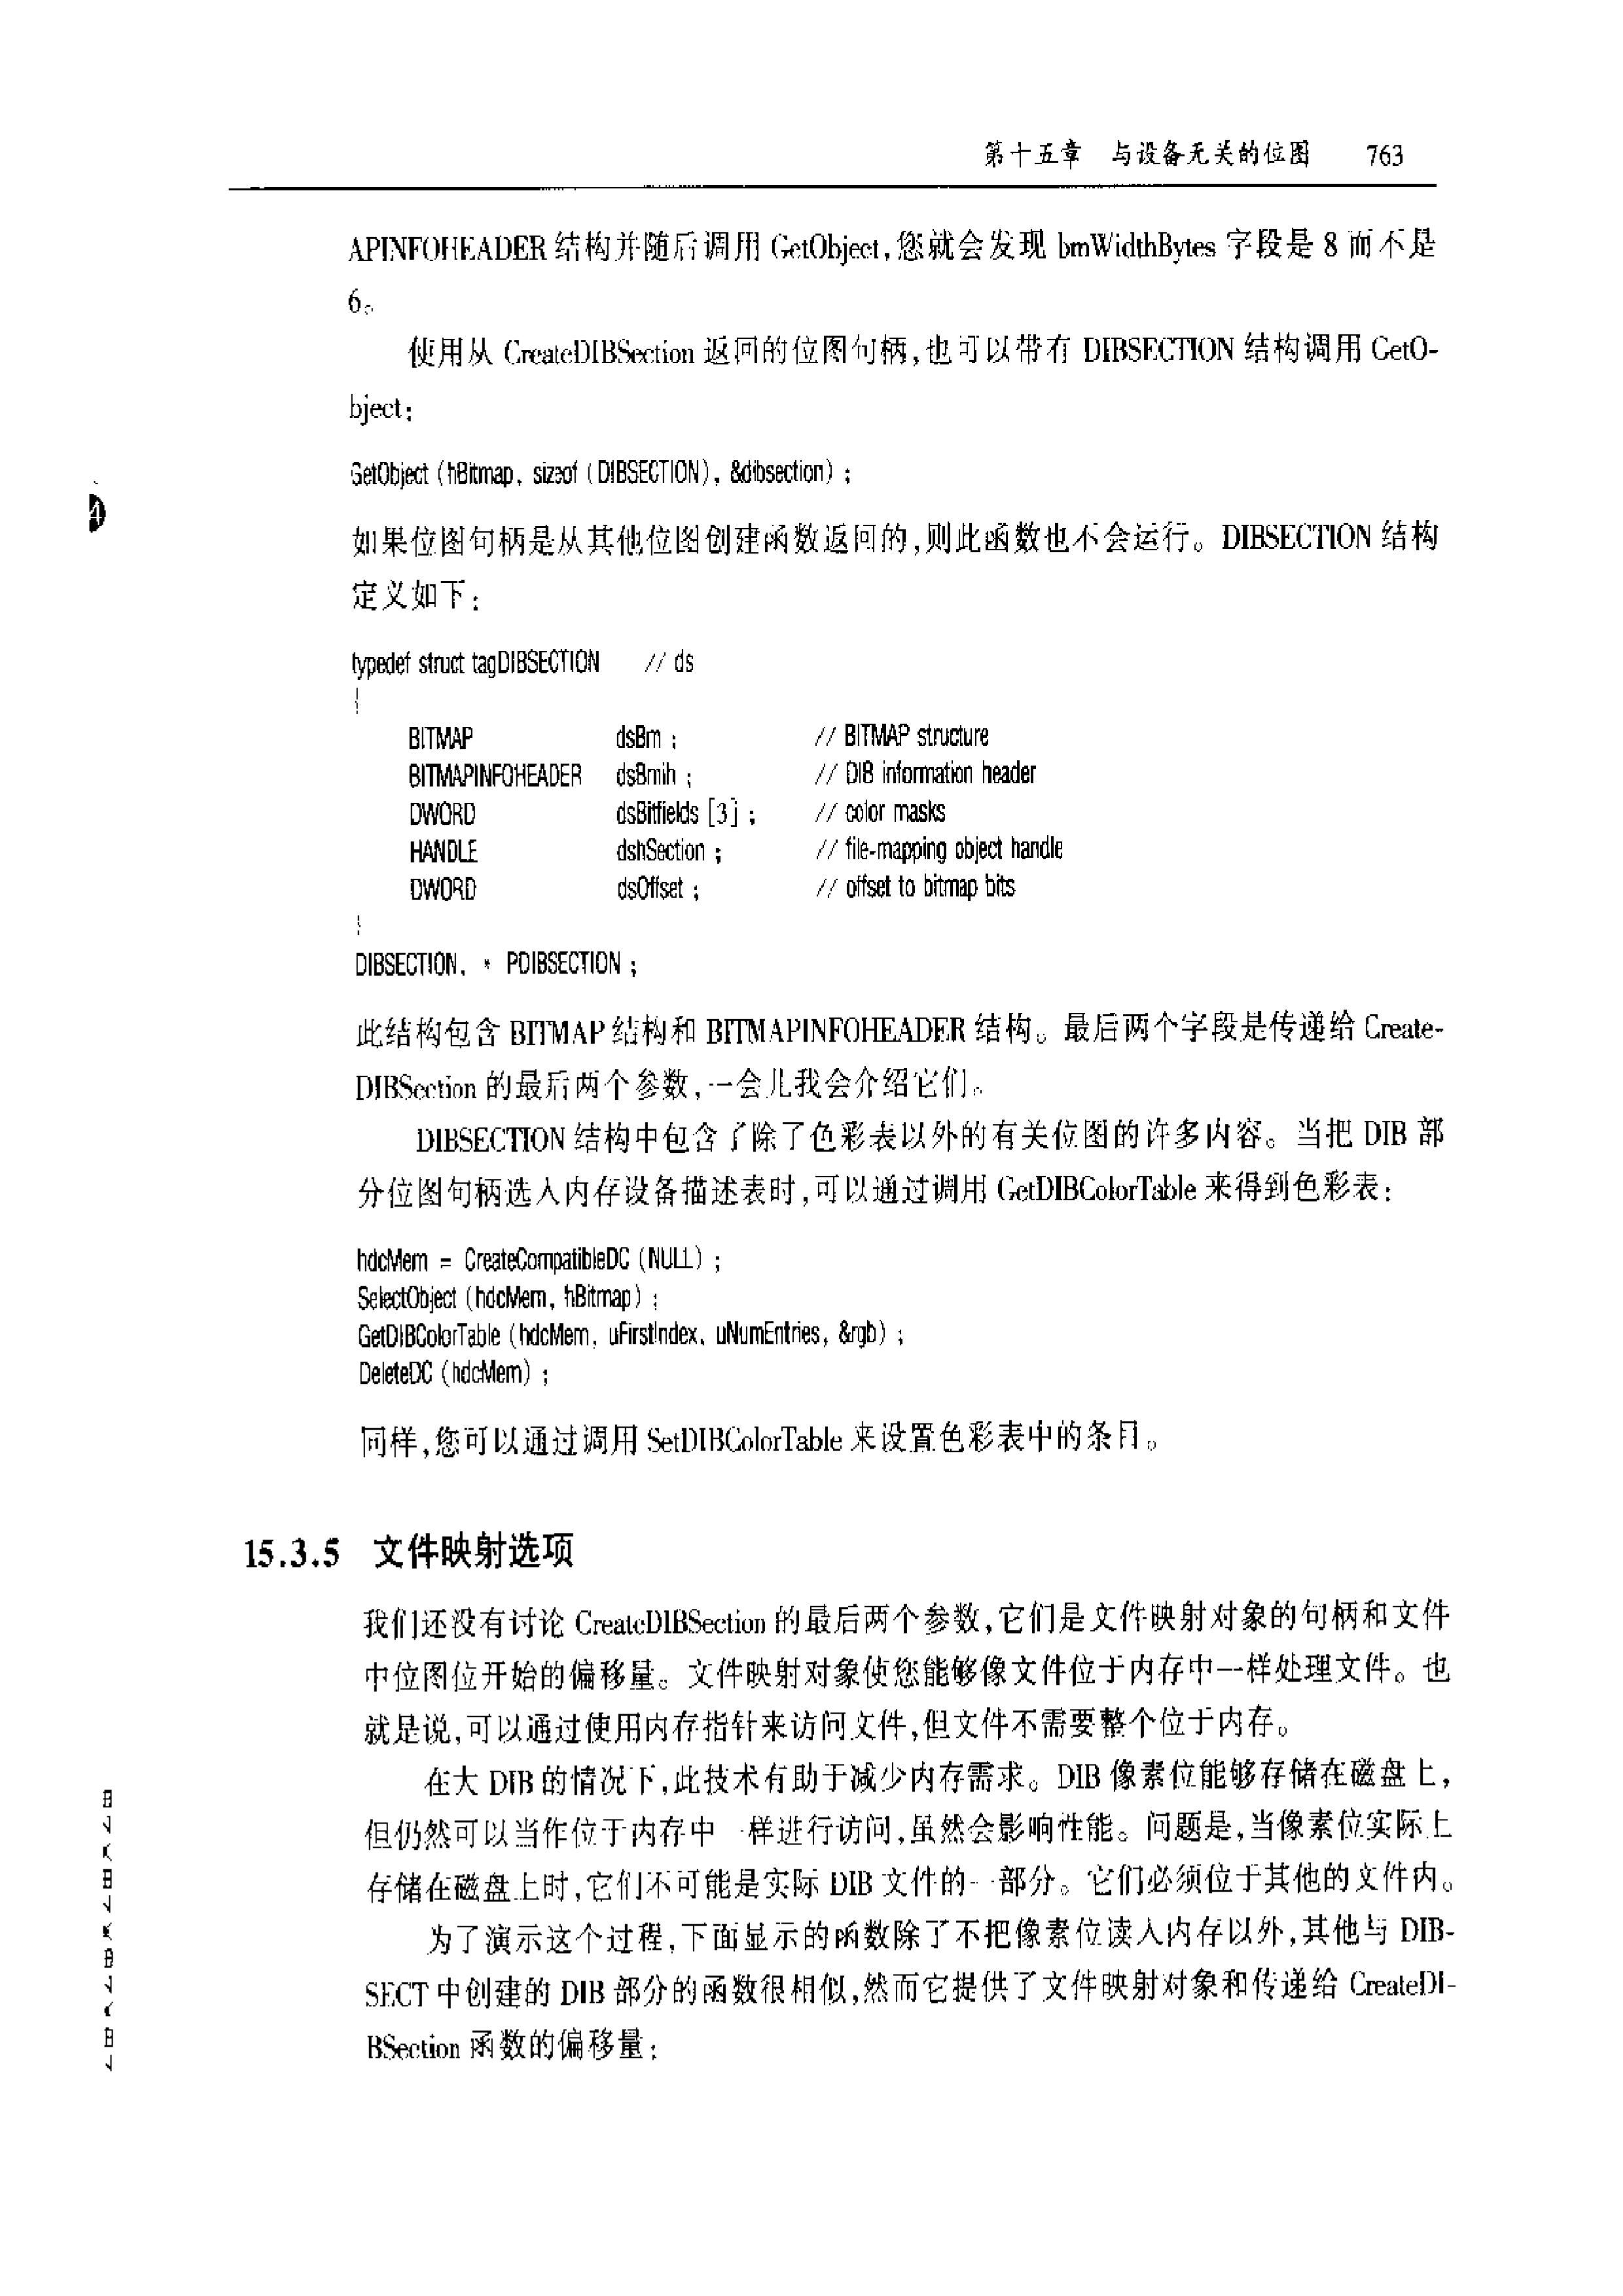 第十五章 与设备无关的位图 763
APINFOHEADER 结构并随后调用 GetObject,您就会发现 bmWidthBytes 字段是 8 而不是
6。
使用从 CreateDIBSection 返回的位图句柄,也可以带有 DIBSECTION 结构调用 GetO-
bject:
GetObject (hBitmap, sizeof (DIBSECTION), &dibsection) ;
如果位图句柄是从其他位图创建函数返回的,则此函数也不会运行。DIBSECTION 结构
定义如下:
typedef struct tagDIBSECTION // ds
{
BITMAP dsBm ; // BITMAP structure
BITMAPINFOHEADER dsBmih ; // DIB information header
DWORD dsBitfields [3] ; // color masks
HANDLE dshSection ; // file-mapping object handle
DWORD dsOffset ; // offset to bitmap bits
}
DIBSECTION, * PDIBSECTION ;
此结构包含 BITMAP 结构和 BITMAPINFOHEADER 结构。最后两个字段是传递给 Create-
DIBSection 的最后两个参数,一会儿我会介绍它们。
DIBSECTION 结构中包含了除了色彩表以外的有关位图的许多内容。当把 DIB 部
分位图句柄选入内存设备描述表时,可以通过调用 GetDIBColorTable 来得到色彩表:
hdcMem = CreateCompatibleDC (NULL) ;
SelectObject (hdcMem, hBitmap) ;
GetDIBColorTable (hdcMem, uFirstIndex, uNumEntries, &rgb) ;
DeleteDC (hdcMem) ;
同样,您可以通过调用 SetDIBColorTable 来设置色彩表中的条目。
15.3.5 文件映射选项
我们还没有讨论 CreateDIBSection 的最后两个参数,它们是文件映射对象的句柄和文件
中位图位开始的偏移量。文件映射对象使您能够像文件位于内存中一样处理文件。也
就是说,可以通过使用内存指针来访问文件,但文件不需要整个位于内存。
在大 DIB 的情况下,此技术有助于减少内存需求。DIB 像素位能够存储在磁盘上,
但仍然可以当作位于内存中一样进行访问,虽然会影响性能。问题是,当像素位实际上
存储在磁盘上时,它们不可能是实际 DIB 文件的一部分。它们必须位于其他的文件内。
为了演示这个过程,下面显示的函数除了不把像素位读入内存以外,其他与 DIB-
SECT 中创建的 DIB 部分的函数很相似,然而它提供了文件映射对象和传递给 CreateDI-
BSection 函数的偏移量: